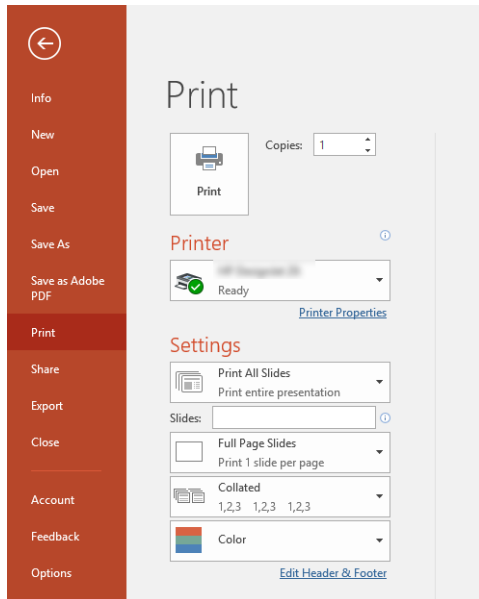 Info
New
Open
Save
Save As
Save as Adobe
PDF
Print
Share
Export
Close
Account
Feedback
Options
Print
Print
Copies:
1
Printer
Ready
Printer Properties
Settings
Print All Slides
Print entire presentation
Slides:
Full Page Slides
Print 1 slide per page
Collated
1,2,3 1,2,3 1,2,3
Color
Edit Header & Footer